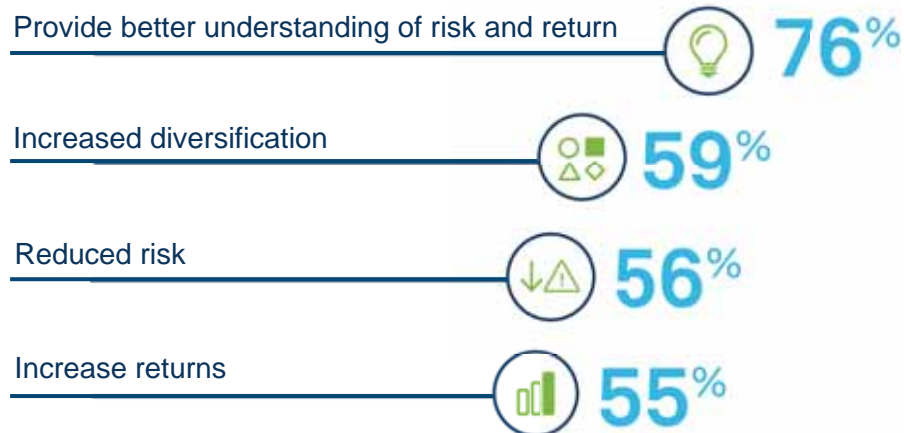 Provide better understanding of risk and return
76%
Increased diversification
59%
Reduced risk
56%
Increase returns
55%